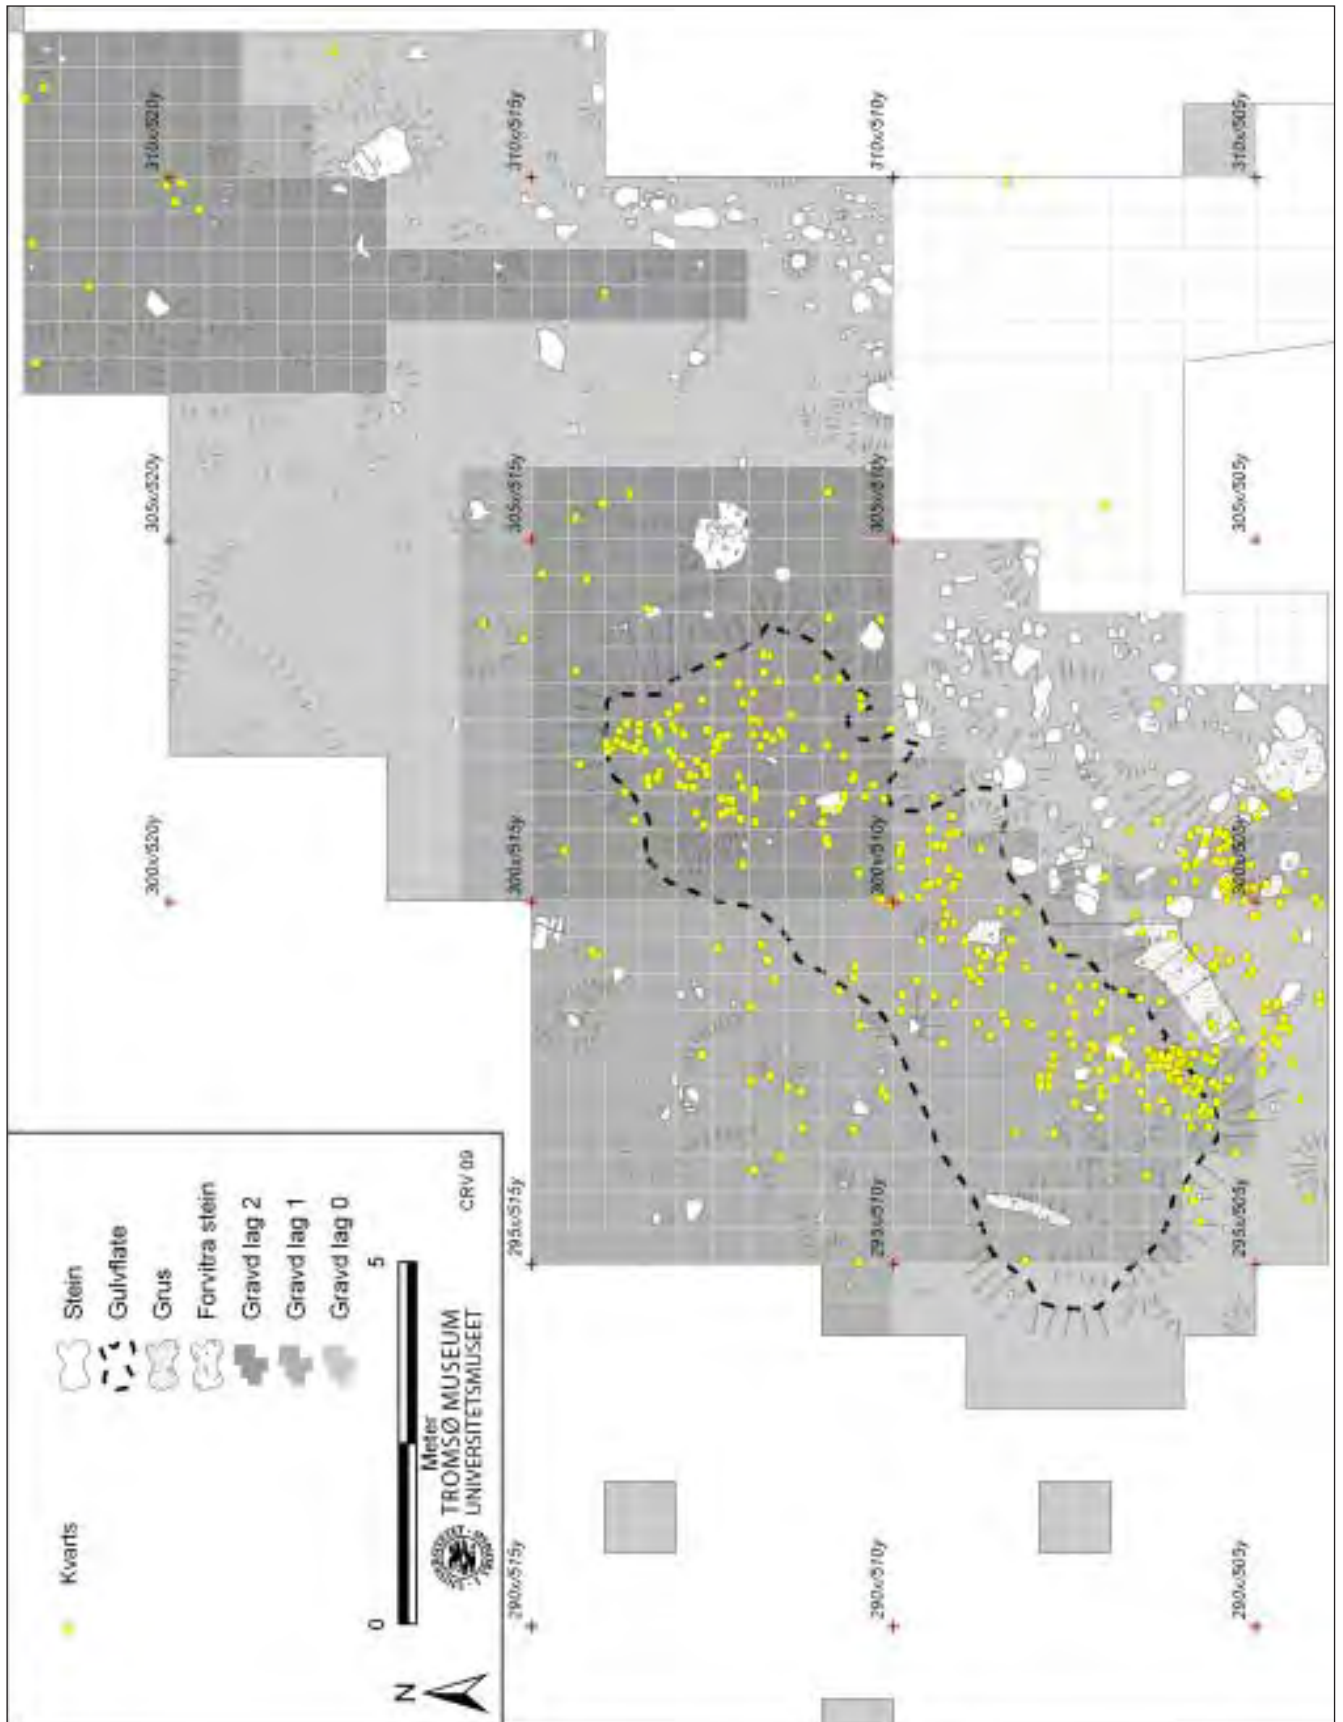 Kvarts
Stein
Gulvflate
Grus
Forvitra stein
Gravd lag 2
Gravd lag 1
Gravd lag 0
N
0
5
Meter
TROMSØ MUSEUM
UNIVERSITETSMUSEET
CRV 09
300x/520y
305x/520y
310x/520y
290x/515y
295x/515y
300x/515y
305x/515y
310x/515y
290x/510y
295x/510y
300x/510y
305x/510y
310x/510y
290x/505y
295x/505y
300x/505y
305x/505y
310x/505y